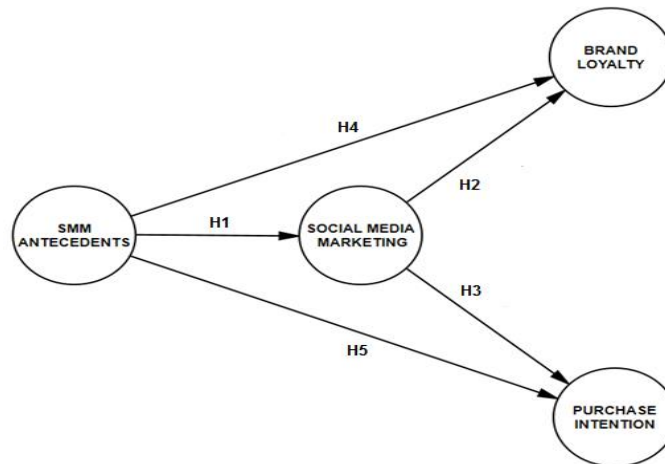 BRAND
LOYALTY
H4
H2
SMM
ANTECEDENTS
H1
SOCIAL MEDIA
MARKETING
H3
H5
PURCHASE
INTENTION